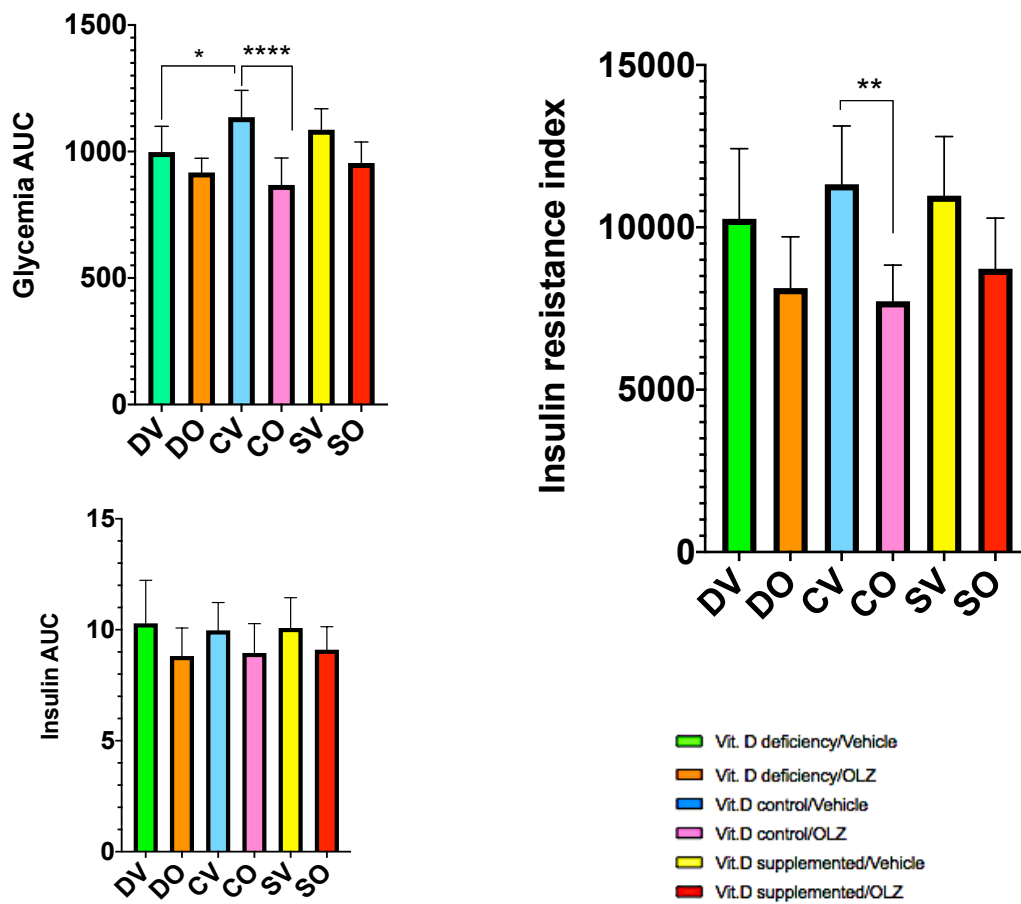 Glycemia AUC
1500
1000
500
0
*
****
DV DO CV CO SV SO
Insulin resistance index
15000
10000
5000
0
**
DV DO CV CO SV SO
Insulin AUC
15
10
5
0
DV DO CV CO SV SO
Vit. D deficiency/Vehicle
Vit. D deficiency/OLZ
Vit.D control/Vehicle
Vit.D control/OLZ
Vit.D supplemented/Vehicle
Vit.D supplemented/OLZ